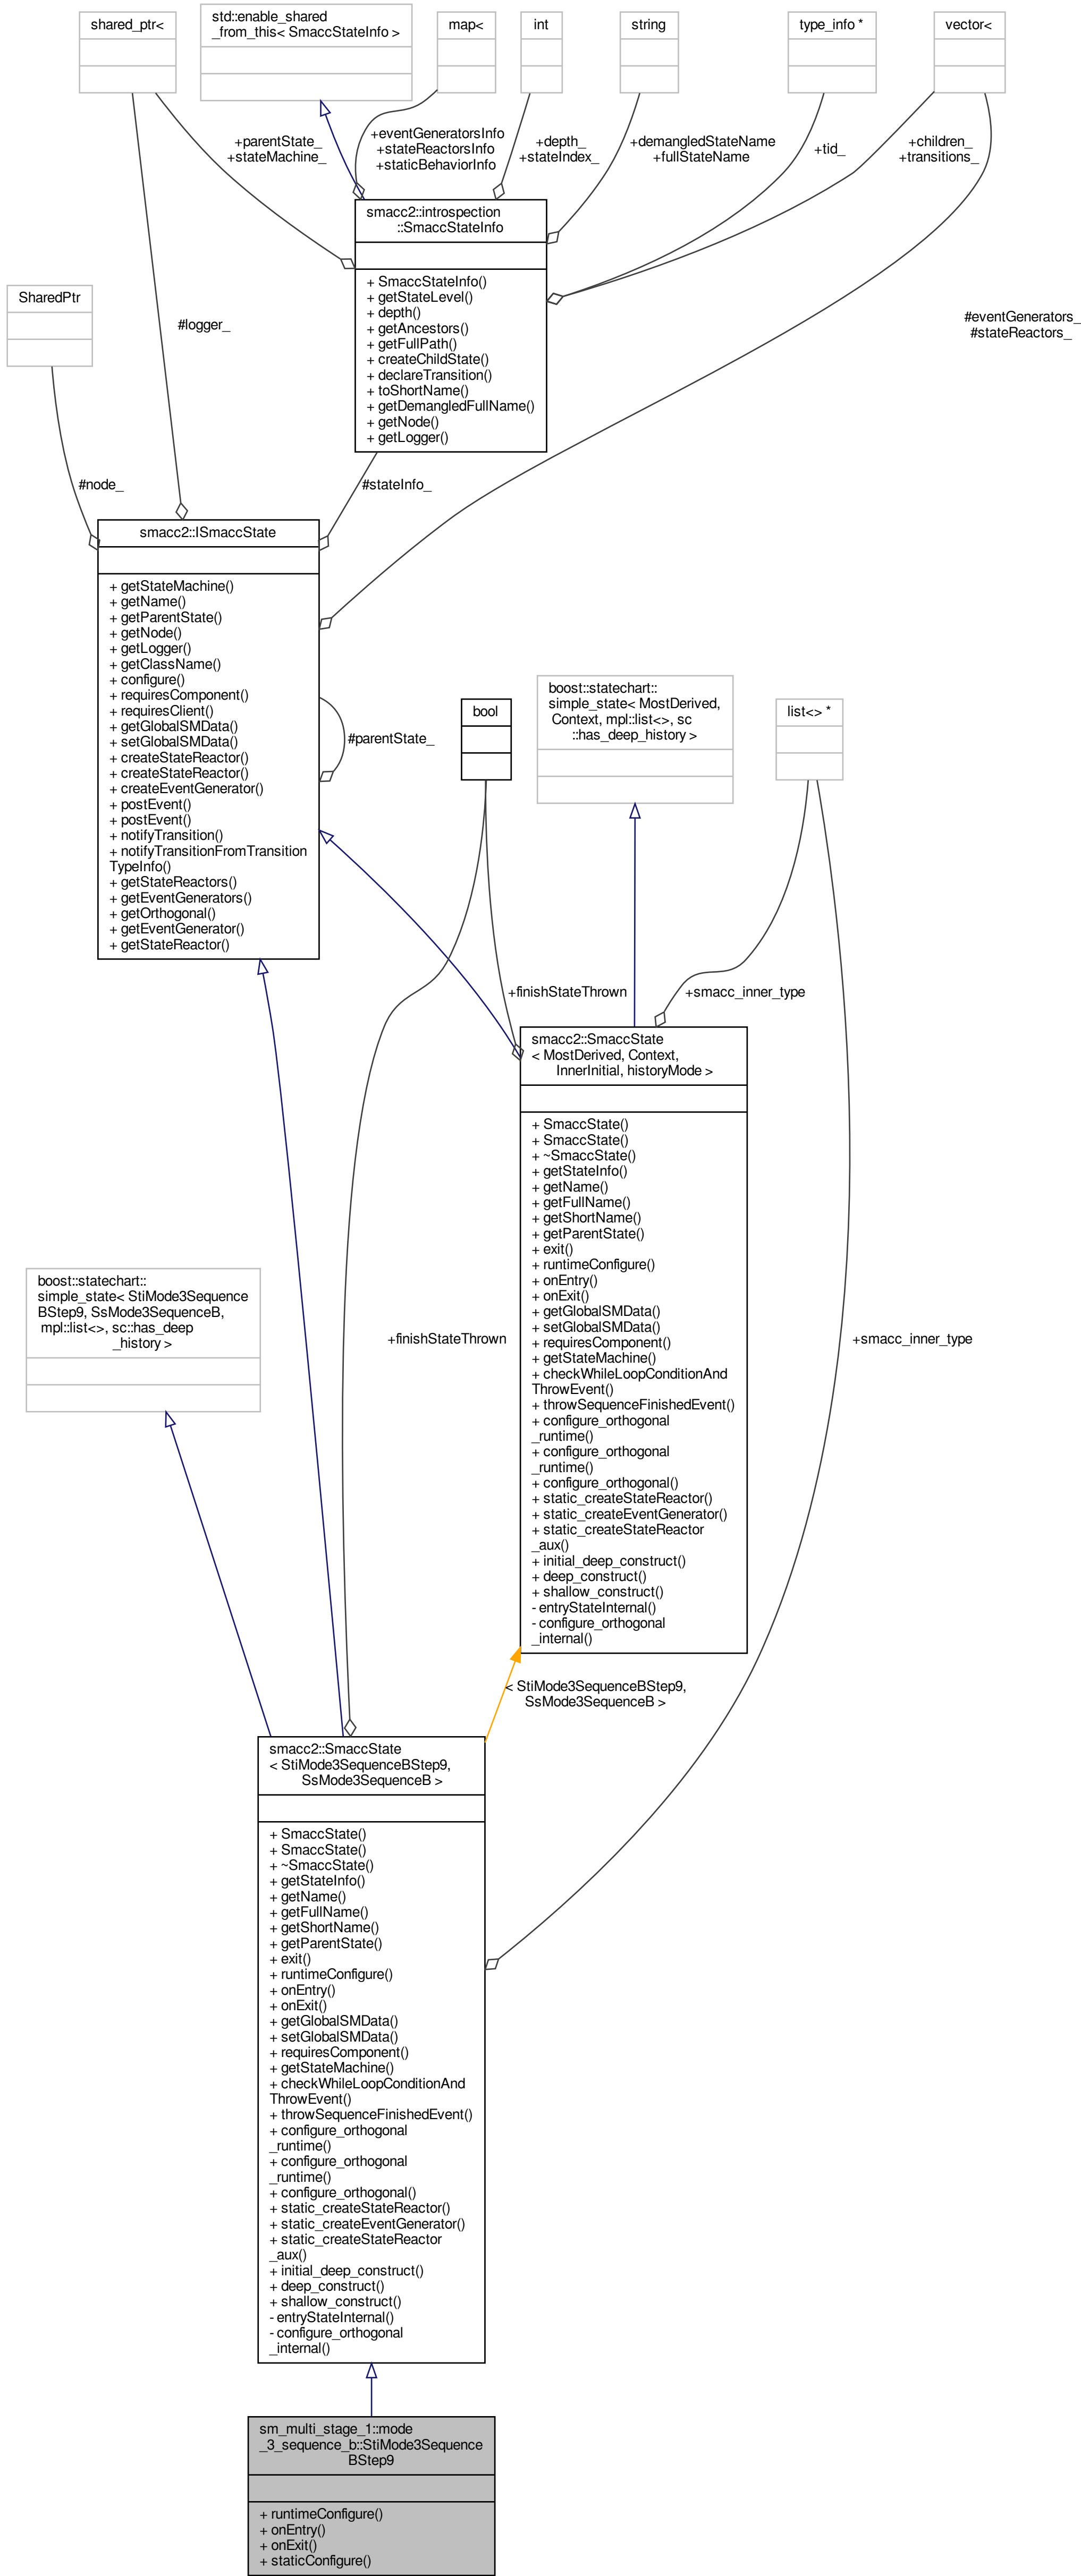 shared_ptr<
std::enable_shared
_from_this< SmaccStateInfo >
map<
int
string
type_info *
vector<
+parentState_
+stateMachine_
+eventGeneratorsInfo
+stateReactorsInfo
+staticBehaviorInfo
+depth_
+stateIndex_
+demangledStateName
+fullStateName
+tid_
+children_
+transitions_
smacc2::introspection
::SmaccStateInfo
+ SmaccStateInfo()
+ getStateLevel()
+ depth()
+ getAncestors()
+ getFullPath()
+ createChildState()
+ declareTransition()
+ toShortName()
+ getDemangledFullName()
+ getNode()
+ getLogger()
SharedPtr
#logger_
#eventGenerators_
#stateReactors_
#node_
#stateInfo_
smacc2::ISmaccState
+ getStateMachine()
+ getName()
+ getParentState()
+ getNode()
+ getLogger()
+ getClassName()
+ configure()
+ requiresComponent()
+ requiresClient()
+ getGlobalSMData()
+ setGlobalSMData()
+ createStateReactor()
+ createStateReactor()
+ createEventGenerator()
+ postEvent()
+ postEvent()
+ notifyTransition()
+ notifyTransitionFromTransition
TypeInfo()
+ getStateReactors()
+ getEventGenerators()
+ getOrthogonal()
+ getEventGenerator()
+ getStateReactor()
#parentState_
bool
boost::statechart::
simple_state< MostDerived,
Context, mpl::list<>, sc
::has_deep_history >
list<> *
+finishStateThrown
+smacc_inner_type
smacc2::SmaccState
< MostDerived, Context,
InnerInitial, historyMode >
+ SmaccState()
+ SmaccState()
+ ~SmaccState()
+ getStateInfo()
+ getName()
+ getFullName()
+ getShortName()
+ getParentState()
+ exit()
+ runtimeConfigure()
+ onEntry()
+ onExit()
+ getGlobalSMData()
+ setGlobalSMData()
+ requiresComponent()
+ getStateMachine()
+ checkWhileLoopConditionAnd
ThrowEvent()
+ throwSequenceFinishedEvent()
+ configure_orthogonal
_runtime()
+ configure_orthogonal
_runtime()
+ configure_orthogonal()
+ static_createStateReactor()
+ static_createEventGenerator()
+ static_createStateReactor
_aux()
+ initial_deep_construct()
+ deep_construct()
+ shallow_construct()
- entryStateInternal()
- configure_orthogonal
_internal()
boost::statechart::
simple_state< StiMode3Sequence
BStep9, SsMode3SequenceB,
mpl::list<>, sc::has_deep
_history >
+finishStateThrown
+smacc_inner_type
< StiMode3SequenceBStep9,
SsMode3SequenceB >
smacc2::SmaccState
< StiMode3SequenceBStep9,
SsMode3SequenceB >
+ SmaccState()
+ SmaccState()
+ ~SmaccState()
+ getStateInfo()
+ getName()
+ getFullName()
+ getShortName()
+ getParentState()
+ exit()
+ runtimeConfigure()
+ onEntry()
+ onExit()
+ getGlobalSMData()
+ setGlobalSMData()
+ requiresComponent()
+ getStateMachine()
+ checkWhileLoopConditionAnd
ThrowEvent()
+ throwSequenceFinishedEvent()
+ configure_orthogonal
_runtime()
+ configure_orthogonal
_runtime()
+ configure_orthogonal()
+ static_createStateReactor()
+ static_createEventGenerator()
+ static_createStateReactor
_aux()
+ initial_deep_construct()
+ deep_construct()
+ shallow_construct()
- entryStateInternal()
- configure_orthogonal
_internal()
sm_multi_stage_1::mode
_3_sequence_b::StiMode3Sequence
BStep9
+ runtimeConfigure()
+ onEntry()
+ onExit()
+ staticConfigure()